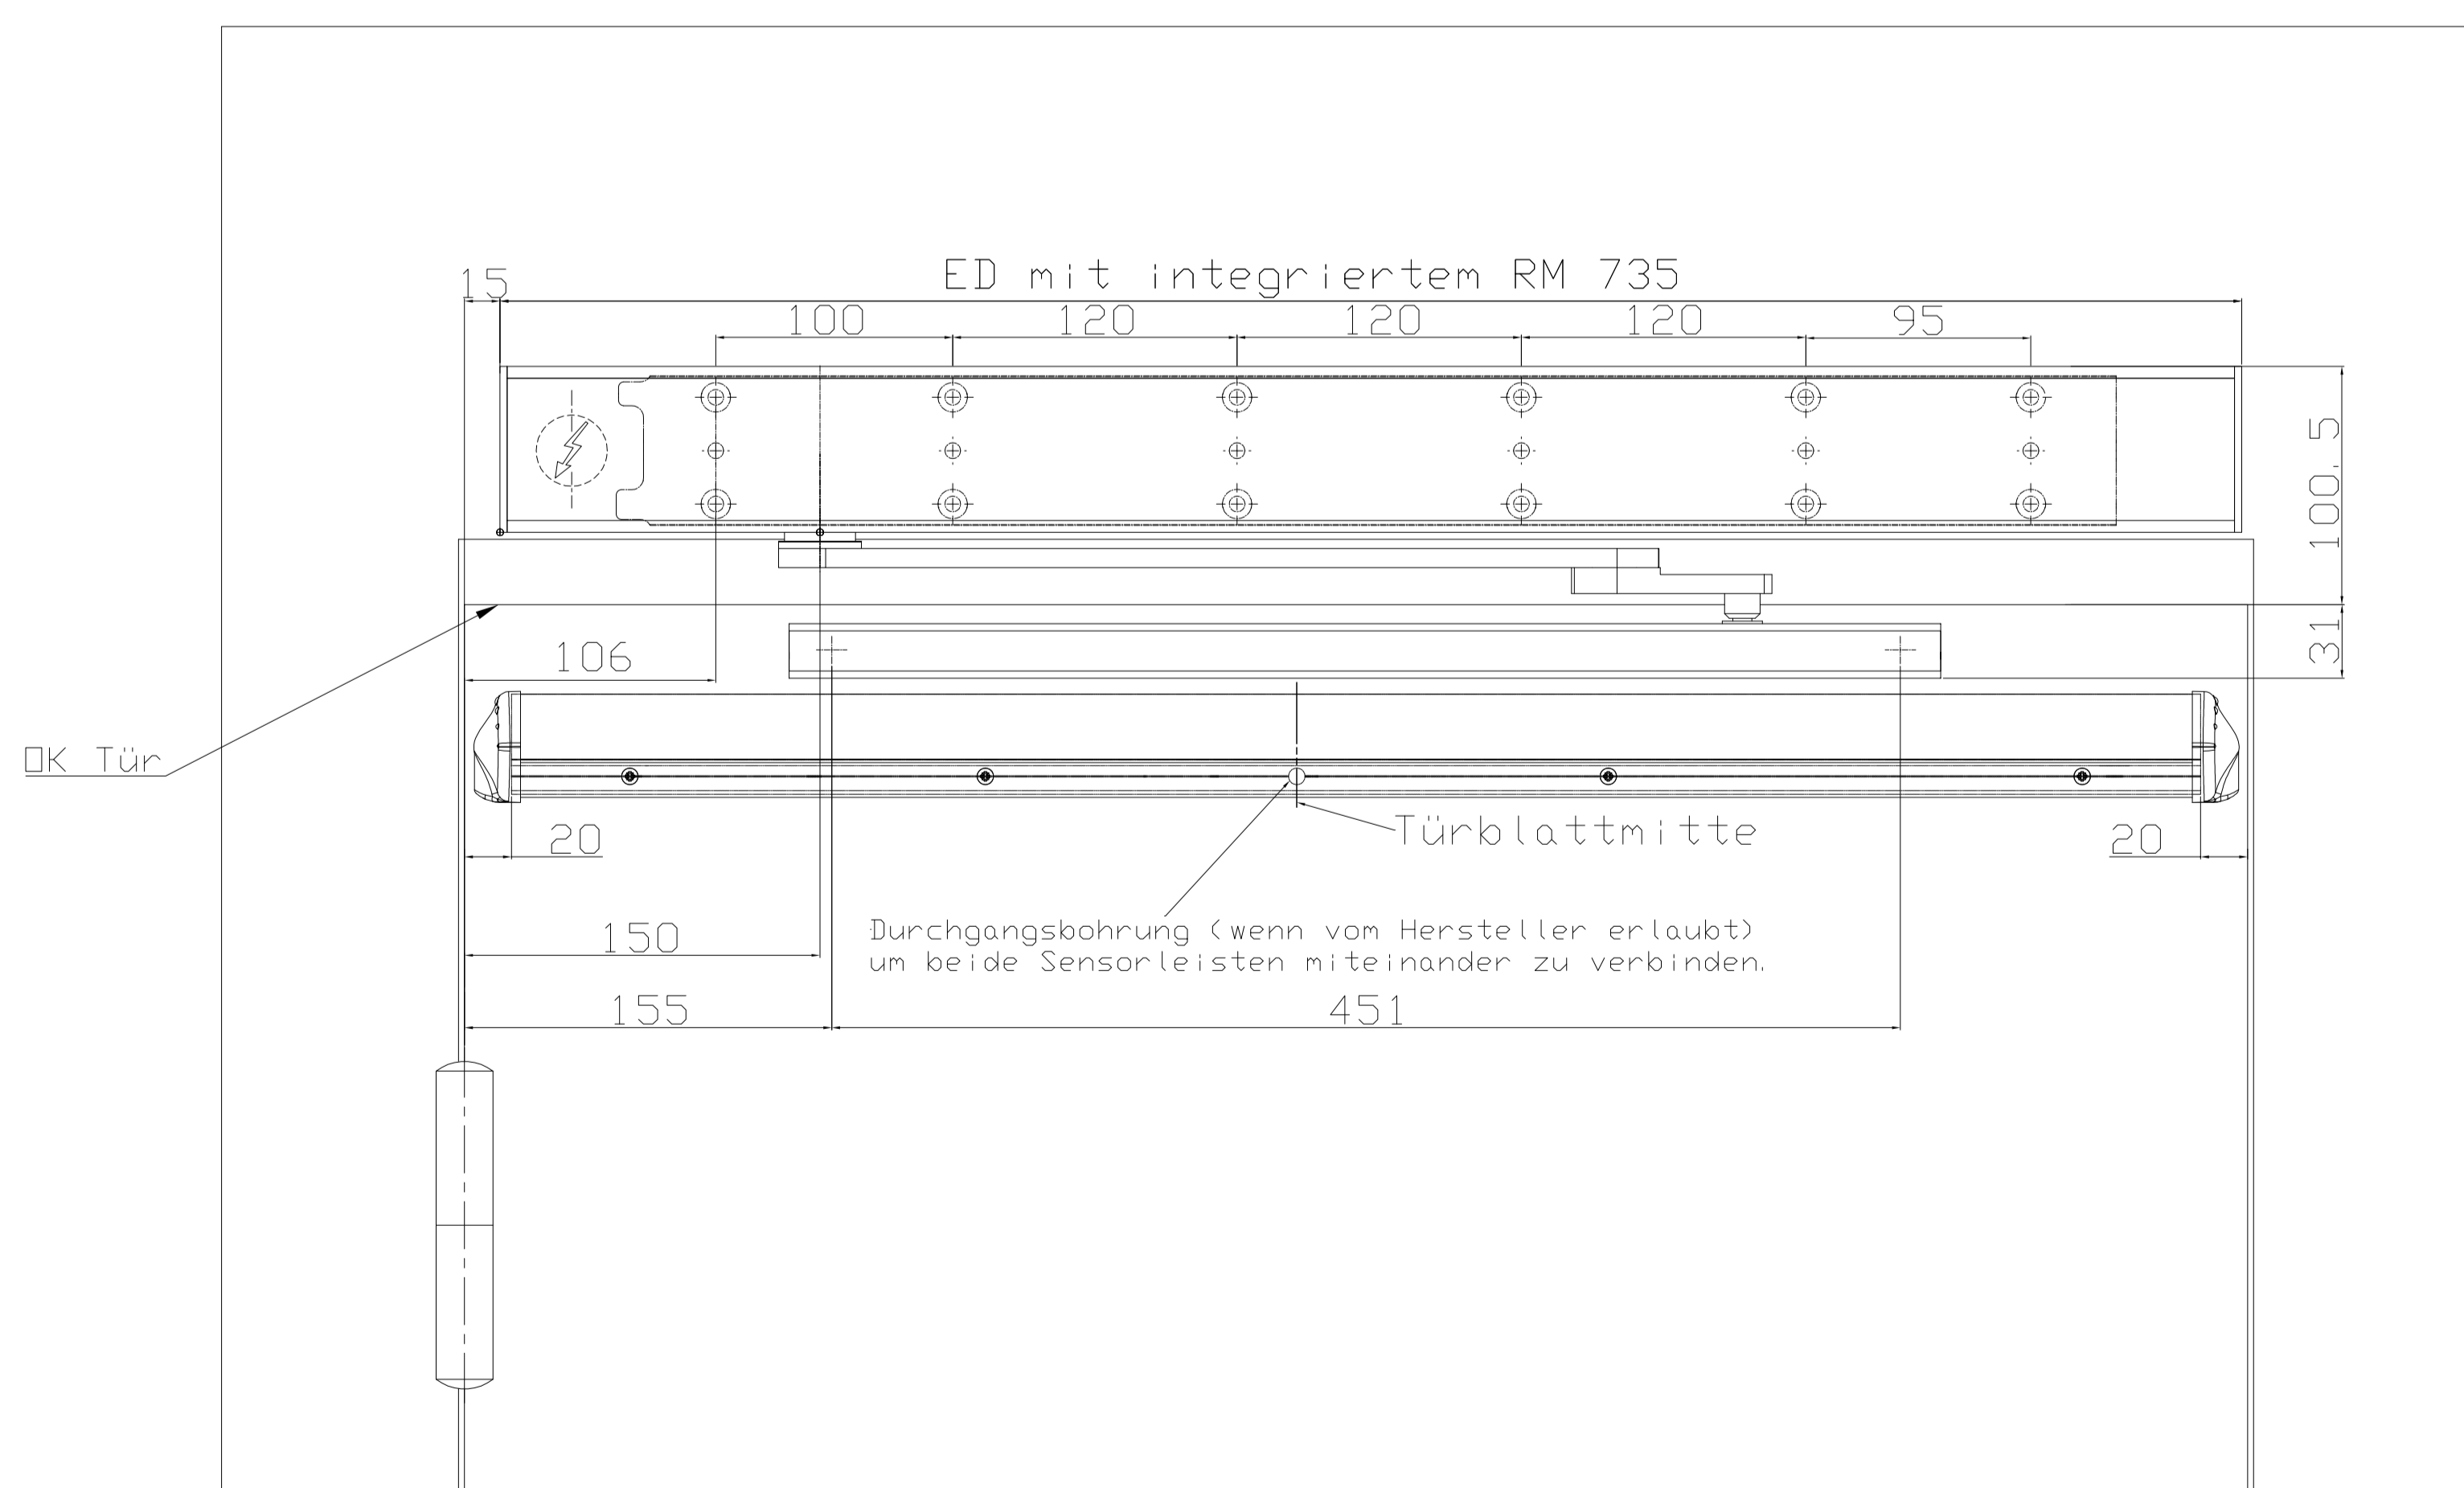 ED mit integriertem RM 735
15
100
120
120
120
95
100.5
31
106
OK Tür
20
Türblattmitte
20
150
Durchgangsbohrung (wenn vom Hersteller erlaubt)
um beide Sensorleisten miteinander zu verbinden.
155
451